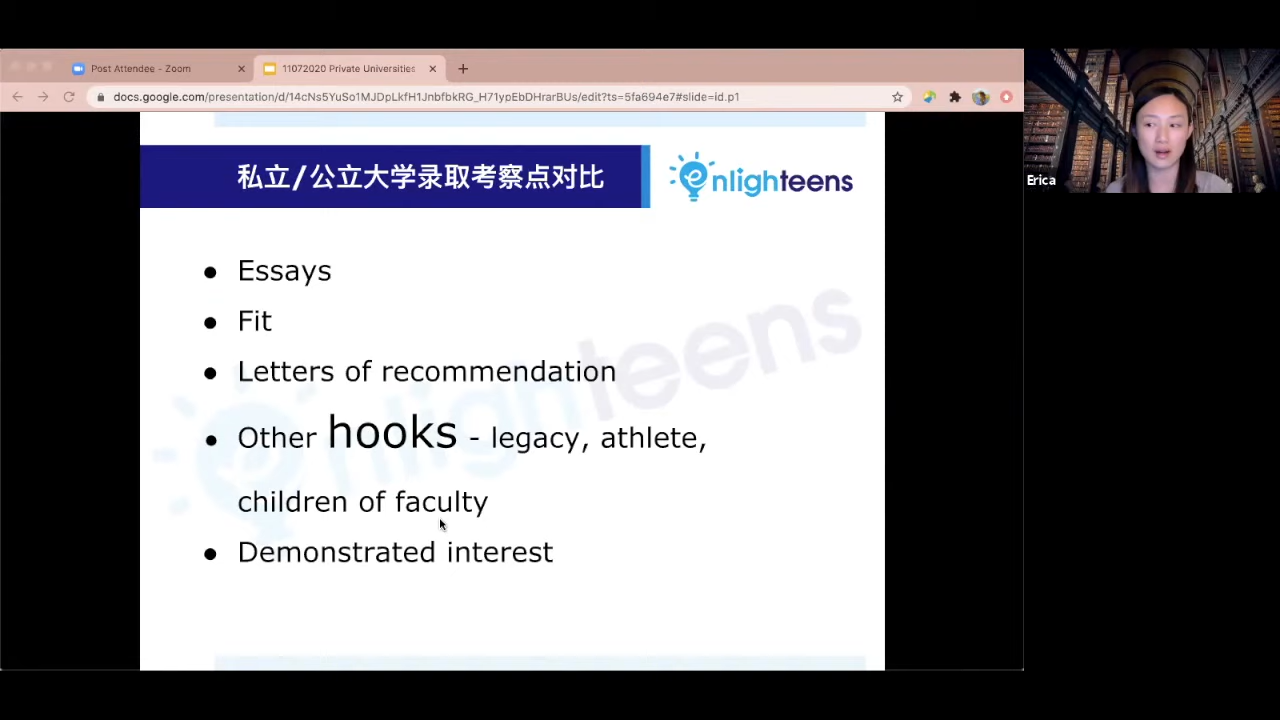 Post Attendee - Zoom
11072020 Private Universities
docs.google.com/presentation/d/14cNs5YuSo1MJDpLkfH1JnbfbkRG_H71ypEbDHrarBUs/edit?ts=5fa694e7#slide=id.p1
Erica
私立/公立大学录取考察点对比
enlighteens
● Essays
● Fit
● Letters of recommendation
● Other hooks - legacy, athlete,
children of faculty
● Demonstrated interest
enlighteens